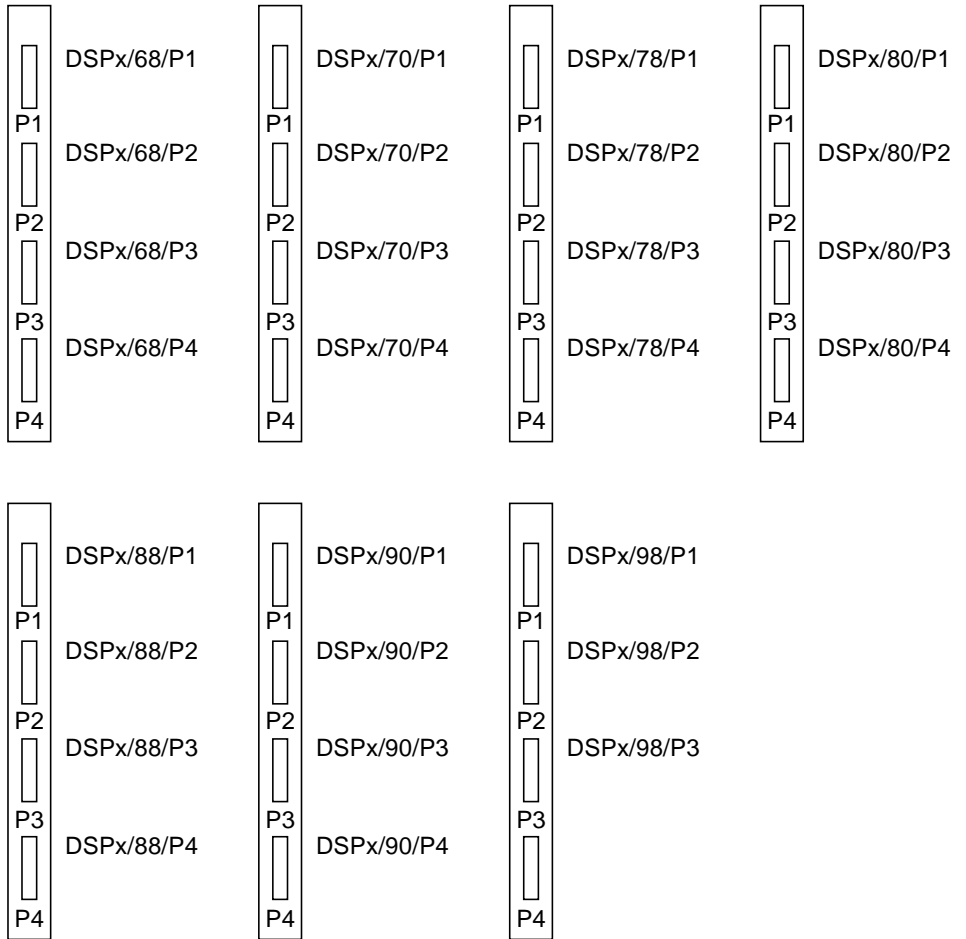 DSPx/68/P1 DSPx/70/P1 DSPx/78/P1 DSPx/80/P1
P1 P1 P1 P1
DSPx/68/P2 DSPx/70/P2 DSPx/78/P2 DSPx/80/P2
P2 P2 P2 P2
DSPx/68/P3 DSPx/70/P3 DSPx/78/P3 DSPx/80/P3
P3 P3 P3 P3
DSPx/68/P4 DSPx/70/P4 DSPx/78/P4 DSPx/80/P4
P4 P4 P4 P4
DSPx/88/P1 DSPx/90/P1 DSPx/98/P1
P1 P1 P1
DSPx/88/P2 DSPx/90/P2 DSPx/98/P2
P2 P2 P2
DSPx/88/P3 DSPx/90/P3 DSPx/98/P3
P3 P3 P3
DSPx/88/P4 DSPx/90/P4
P4 P4 P4